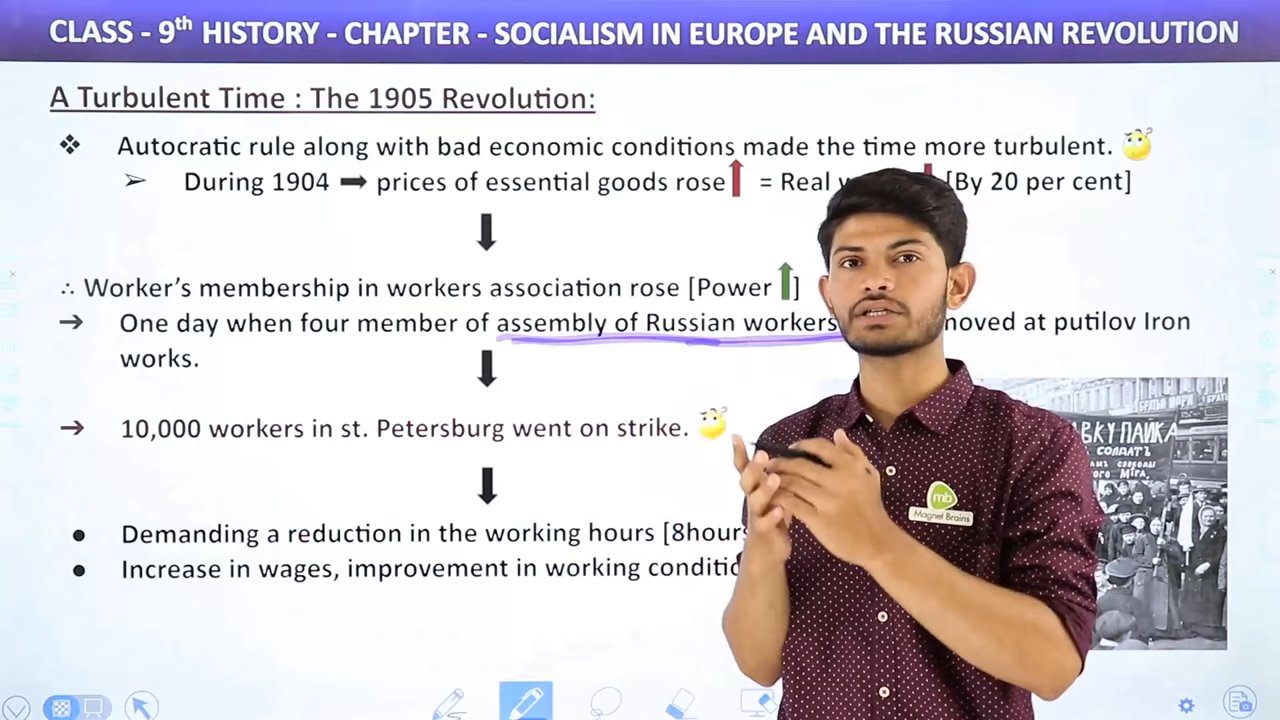 CLASS - 9th HISTORY - CHAPTER - SOCIALISM IN EUROPE AND THE RUSSIAN REVOLUTION
A Turbulent Time : The 1905 Revolution:
❖ Autocratic rule along with bad economic conditions made the time more turbulent.
➢ During 1904 ➡ prices of essential goods rose ⬆ = Real [By 20 per cent]
∴ Worker's membership in workers association rose [Power ⬆]
→ One day when four member of assembly of Russian workers moved at putilov Iron
works.
→ 10,000 workers in st. Petersburg went on strike.
● Demanding a reduction in the working hours [8hours
● Increase in wages, improvement in working
ПАЙКА
СОЛДАТЪ
mb
Magnet Brains